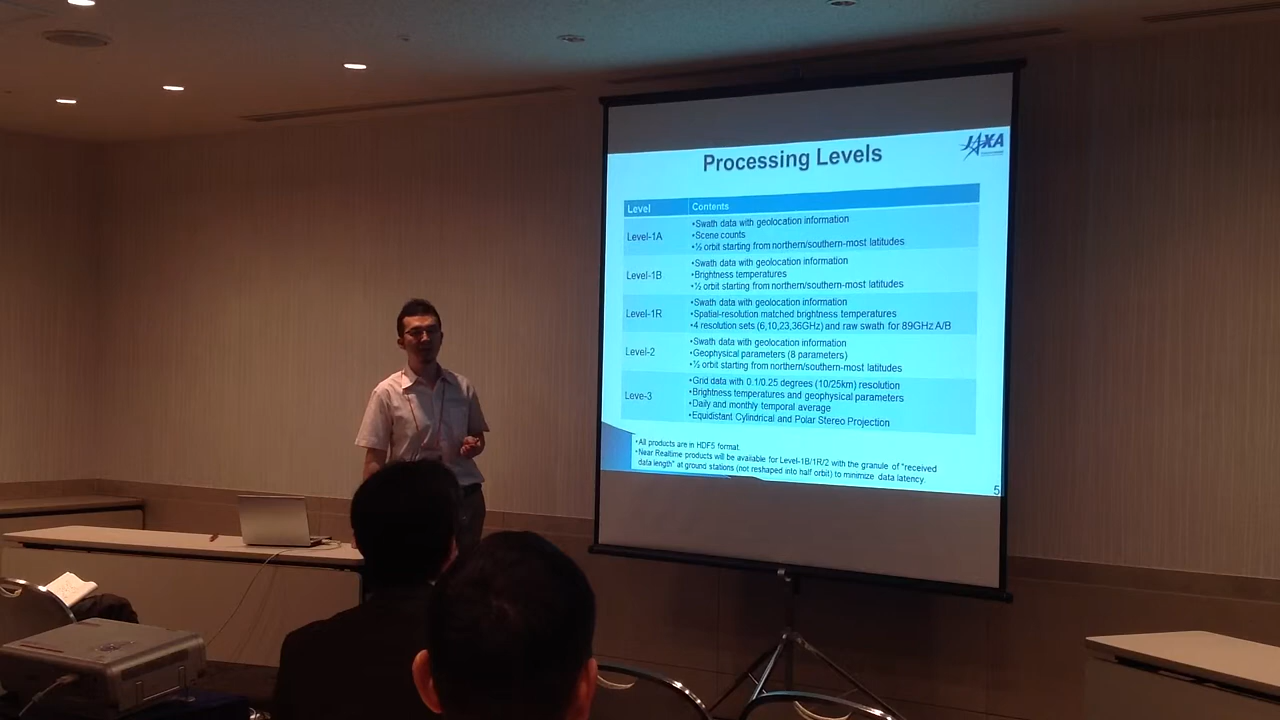 JAXA
Processing Levels
Level Contents
Level-1A
•Swath data with geolocation information
•Scene counts
•½ orbit starting from northern/southern-most latitudes
Level-1B
•Swath data with geolocation information
•Brightness temperatures
•½ orbit starting from northern/southern-most latitudes
Level-1R
•Swath data with geolocation information
•Spatial-resolution matched brightness temperatures
•4 resolution sets (6,10,23,36GHz) and raw swath for 89GHz A/B
Level-2
•Swath data with geolocation information
•Geophysical parameters (8 parameters)
•½ orbit starting from northern/southern-most latitudes
Leve-3
•Grid data with 0.1/0.25 degrees (10/25km) resolution
•Brightness temperatures and geophysical parameters
•Daily and monthly temporal average
•Equidistant Cylindrical and Polar Stereo Projection
•All products are in HDF5 format.
•Near Realtime products will be available for Level-1B/1R/2 with the granule of "received
data length" at ground stations (not reshaped into half orbit) to minimize data latency.
5